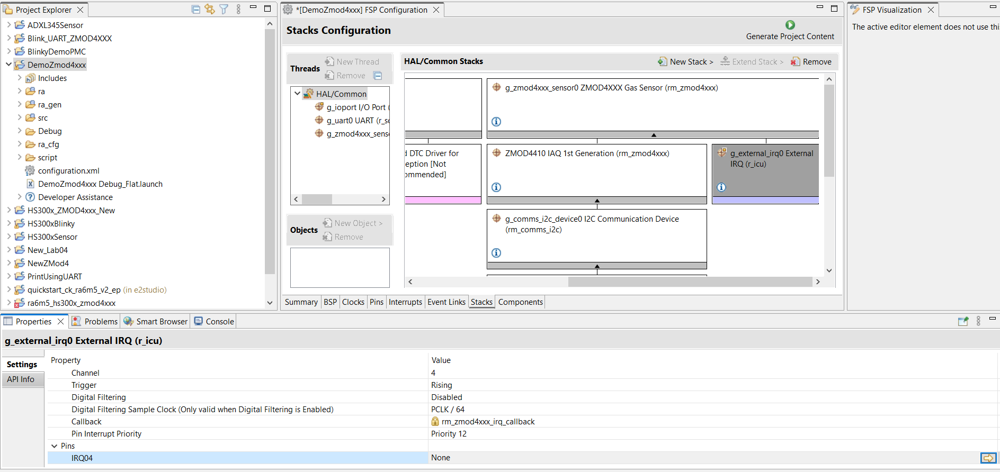 Project Explorer
ADXL345Sensor
Blink_UART_ZMOD4XXX
BlinkyDemoPMC
DemoZmod4xxx
Includes
ra
ra_gen
src
Debug
ra_cfg
script
configuration.xml
DemoZmod4xxx Debug_Flat.launch
Developer Assistance
HS300x_ZMOD4xxx_New
HS300xBlinky
HS300xSensor
New_Lab04
NewZMod4
PrintUsingUART
quickstart_ck_ra6m5_v2_ep (in e2studio)
ra6m5_hs300x_zmod4xxx
*[DemoZmod4xxx] FSP Configuration
Stacks Configuration
Generate Project Content
Threads
New Thread
Remove
HAL/Common
g_ioport I/O Port (
g_uart0 UART (r_sc
g_zmod4xxx_senso
Objects
New Object >
Remove
HAL/Common Stacks
New Stack >
Extend Stack >
Remove
g_zmod4xxx_sensor0 ZMOD4XXX Gas Sensor (rm_zmod4xxx)
d DTC Driver for
eption [Not
ommended]
ZMOD4410 IAQ 1st Generation (rm_zmod4xxx)
g_external_irq0 External
IRQ (r_icu)
g_comms_i2c_device0 I2C Communication Device
(rm_comms_i2c)
Summary BSP Clocks Pins Interrupts Event Links Stacks Components
FSP Visualization
The active editor element does not use thi
Properties Problems Smart Browser Console
g_external_irq0 External IRQ (r_icu)
Settings
API Info
Property Value
Channel 4
Trigger Rising
Digital Filtering Disabled
Digital Filtering Sample Clock (Only valid when Digital Filtering is Enabled) PCLK / 64
Callback rm_zmod4xxx_irq_callback
Pin Interrupt Priority Priority 12
Pins
IRQ04 None